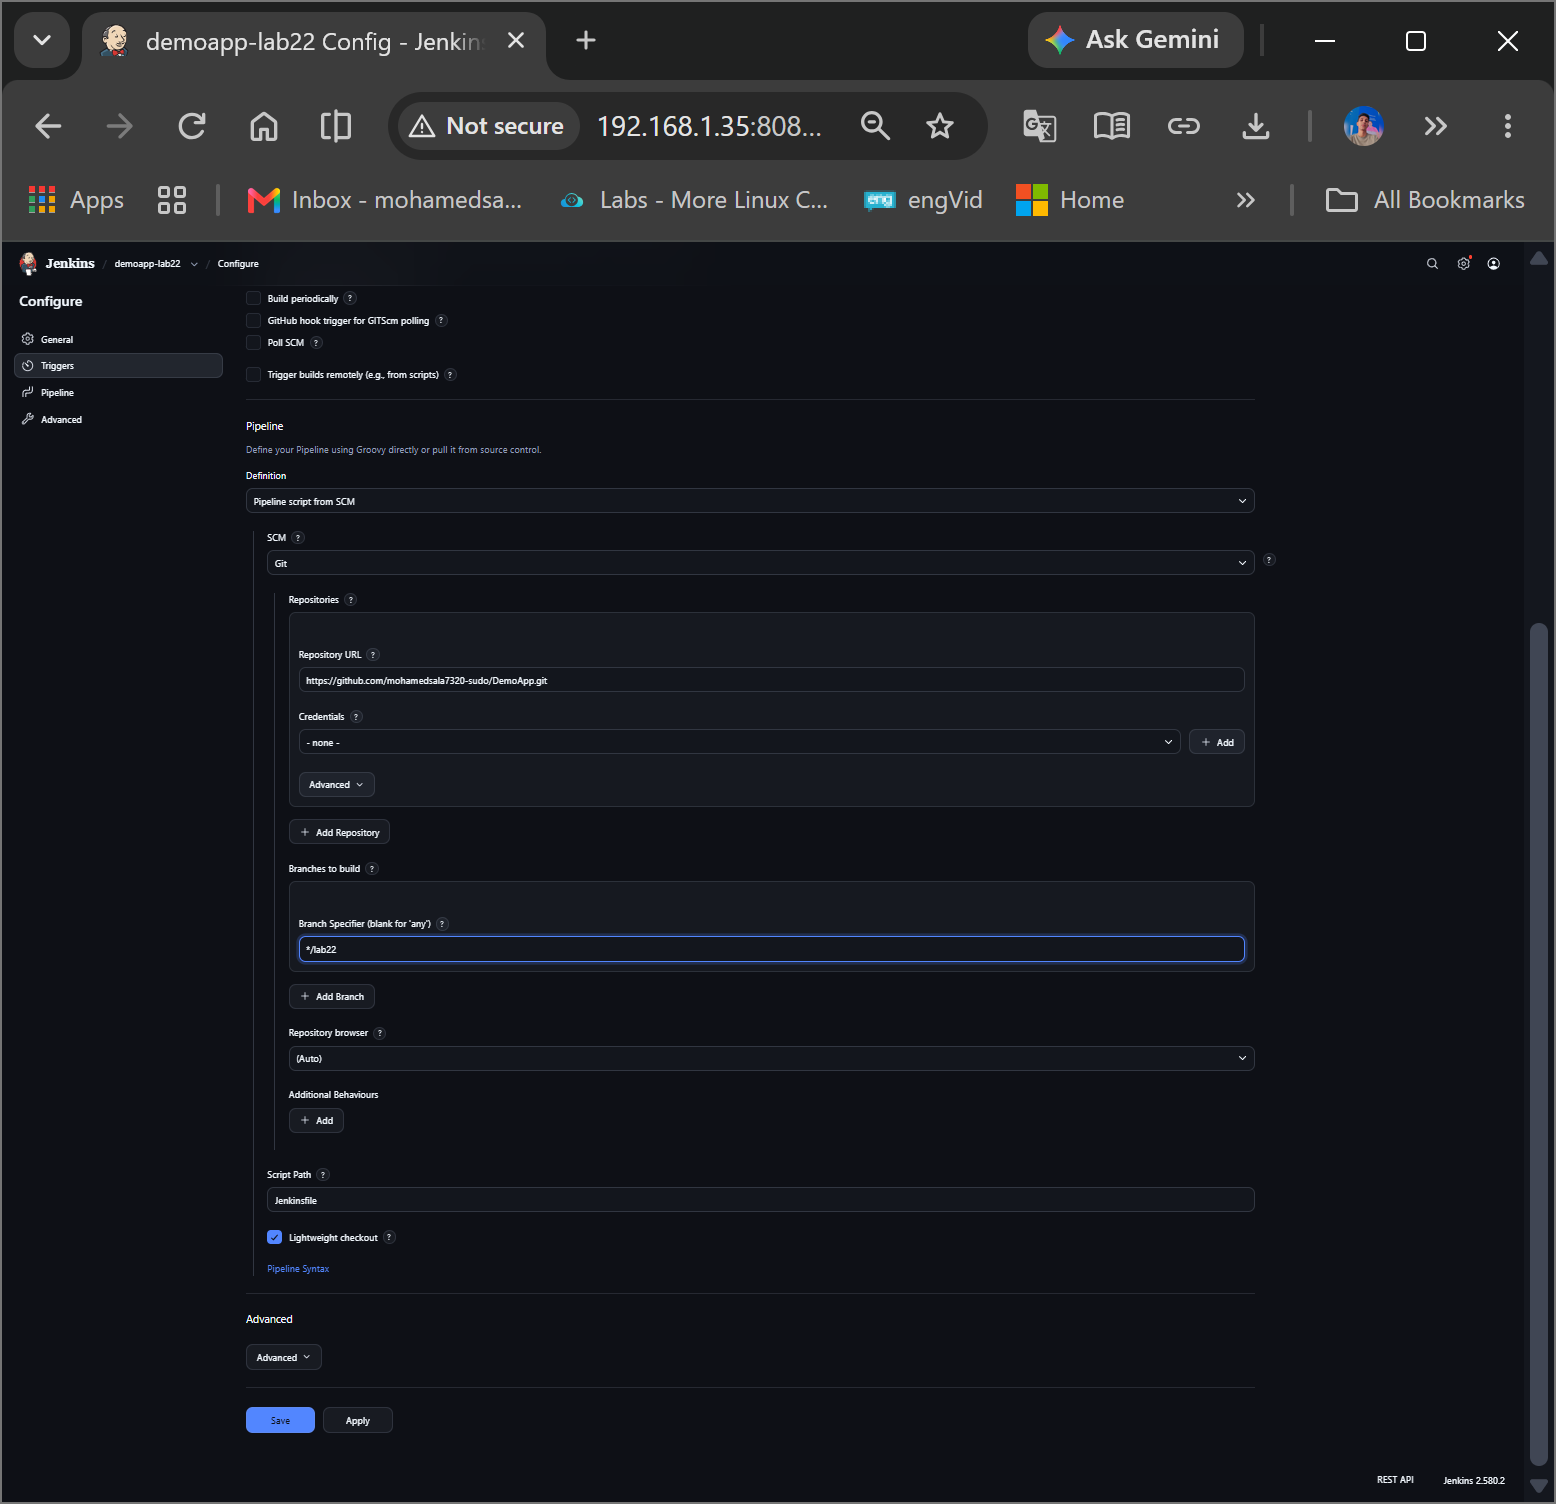 demoapp-lab22 Config - Jenkins
Ask Gemini
Not secure
192.168.1.35:808...
Apps
Inbox - mohamedsa...
Labs - More Linux C...
eng
engVid
Home
All Bookmarks
Jenkins / demoapp-lab22 / Configure
Configure
General
Triggers
Pipeline
Advanced
Build periodically ?
GitHub hook trigger for GITScm polling ?
Poll SCM ?
Trigger builds remotely (e.g., from scripts) ?
Pipeline
Define your Pipeline using Groovy directly or pull it from source control.
Definition
Pipeline script from SCM
SCM ?
Git
?
Repositories ?
Repository URL ?
https://github.com/mohamedsala7320-sudo/DemoApp.git
Credentials ?
- none -
+ Add
Advanced
+ Add Repository
Branches to build ?
Branch Specifier (blank for 'any') ?
*/lab22
+ Add Branch
Repository browser ?
(Auto)
Additional Behaviours
+ Add
Script Path ?
Jenkinsfile
Lightweight checkout ?
Pipeline Syntax
Advanced
Advanced
Save
Apply
REST API
Jenkins 2.580.2